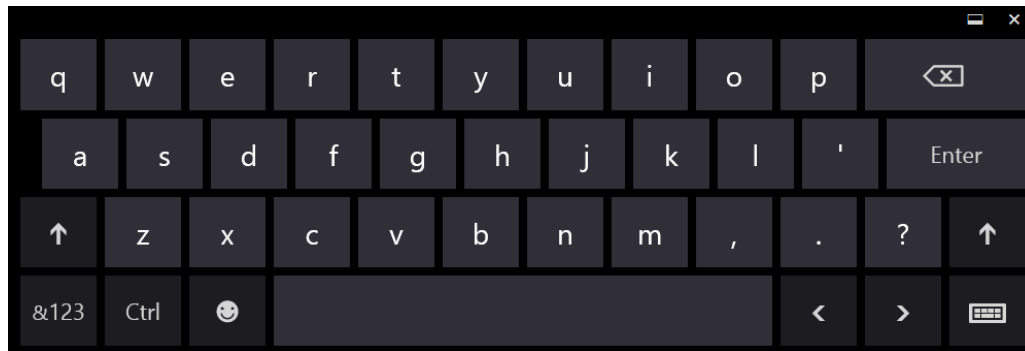 q w e r t y u i o p
a s d f g h j k l ' Enter
z x c v b n m , . ?
&123 Ctrl < >